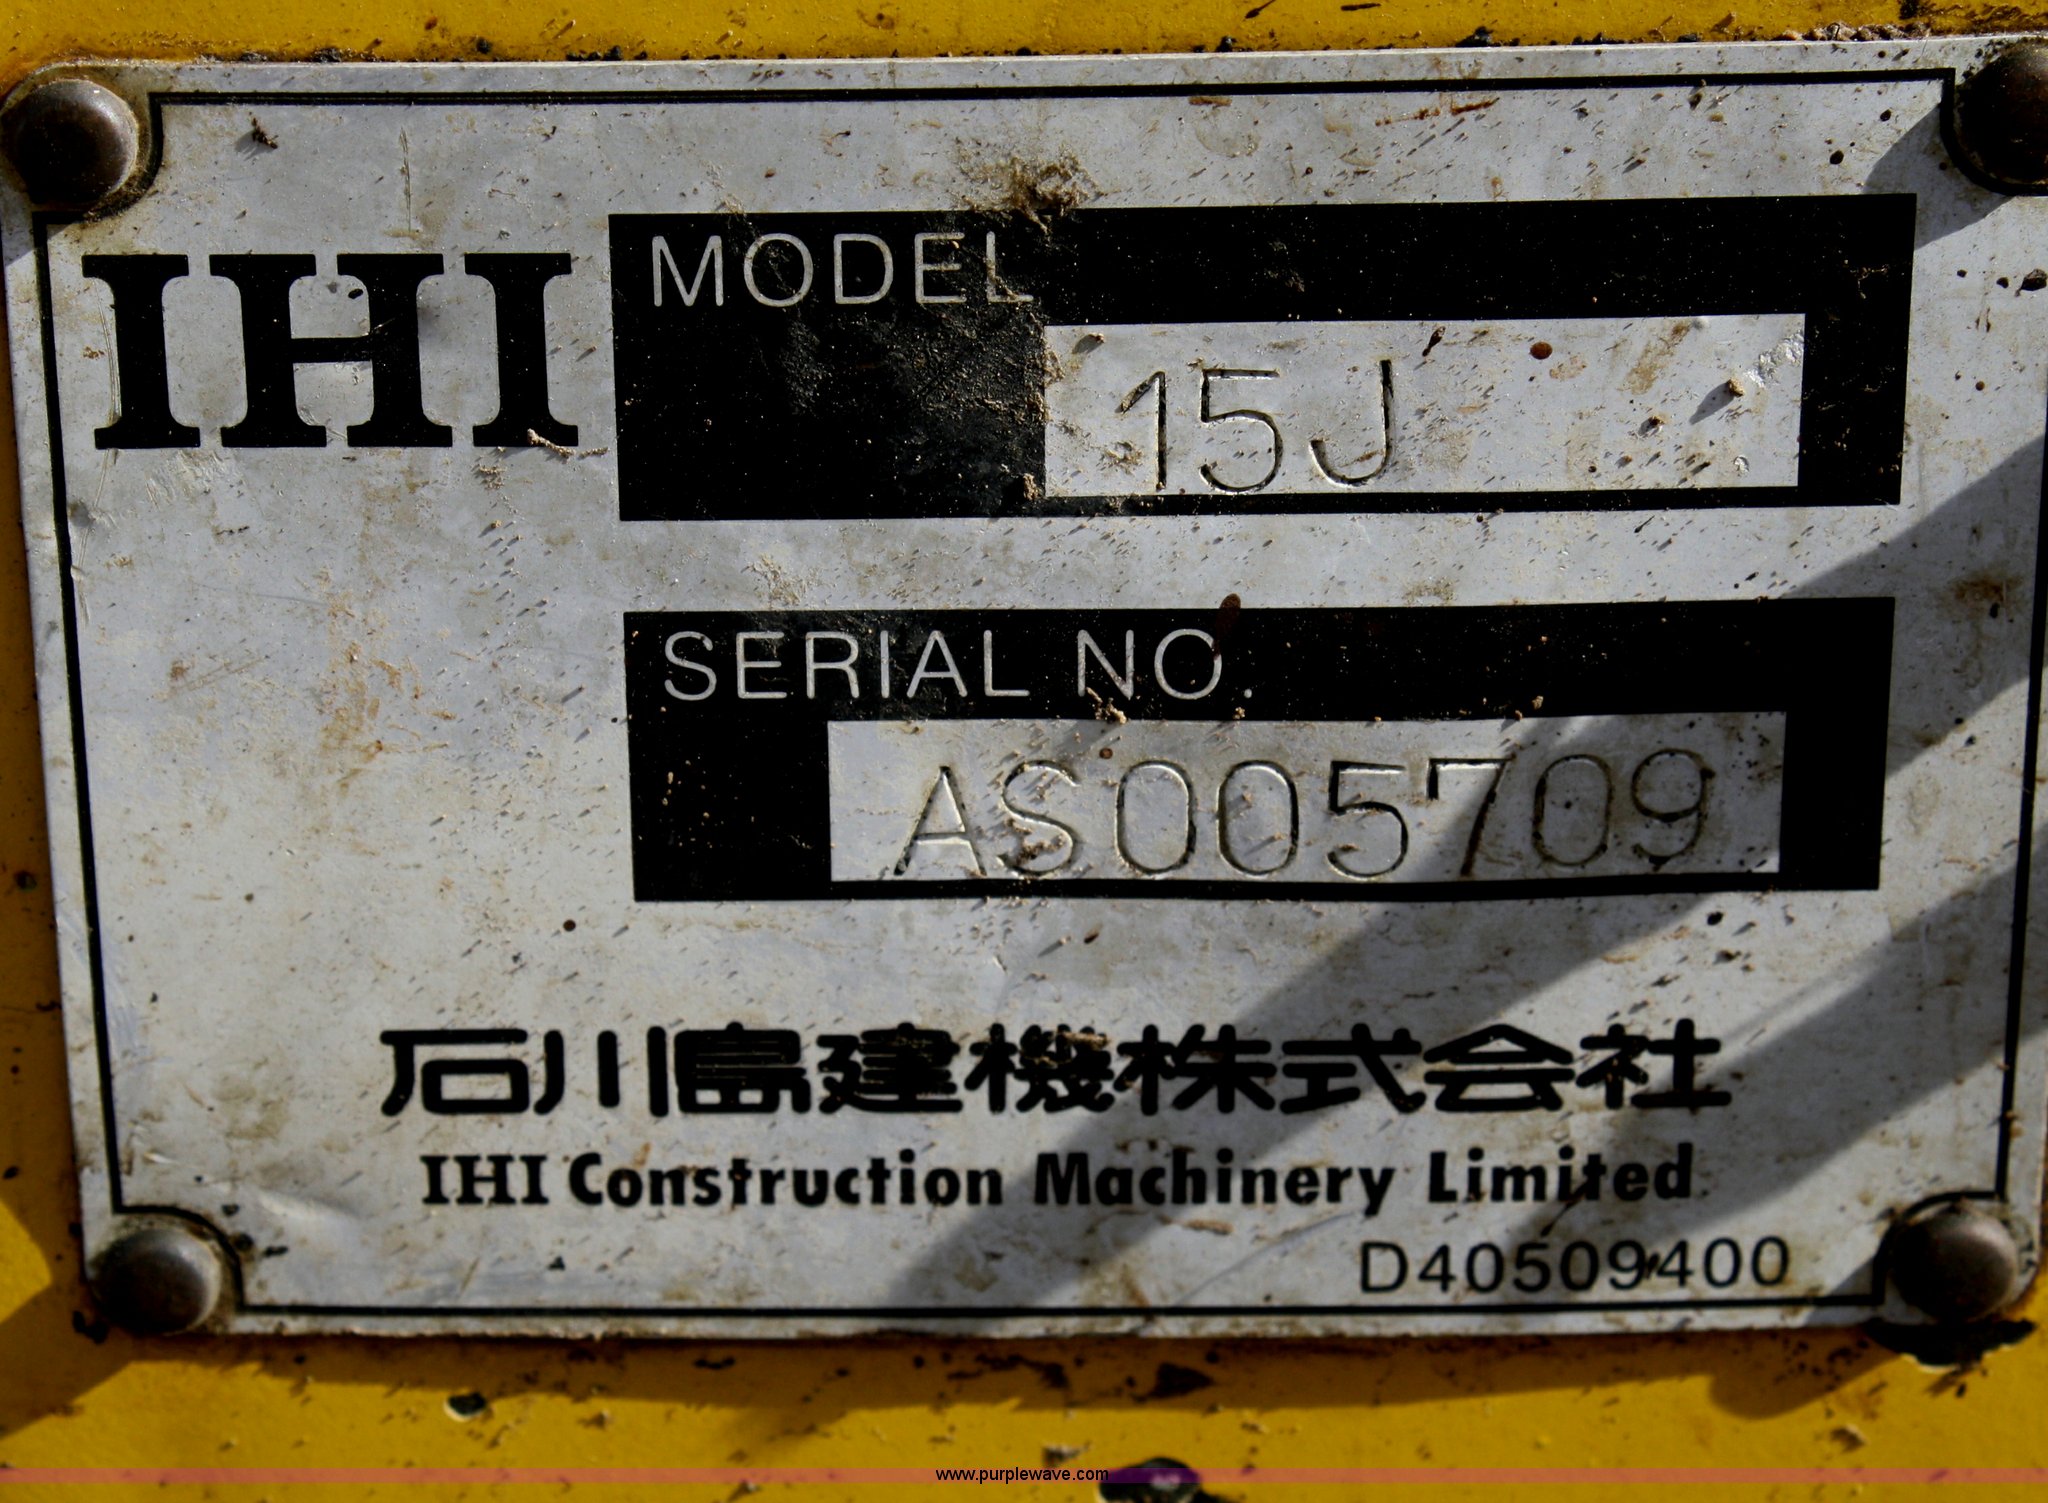 IHI
MODEL
15J
SERIAL NO.
AS005709
石川島建機株式会社
IHI Construction Machinery Limited
D40509400
www.purplewave.com